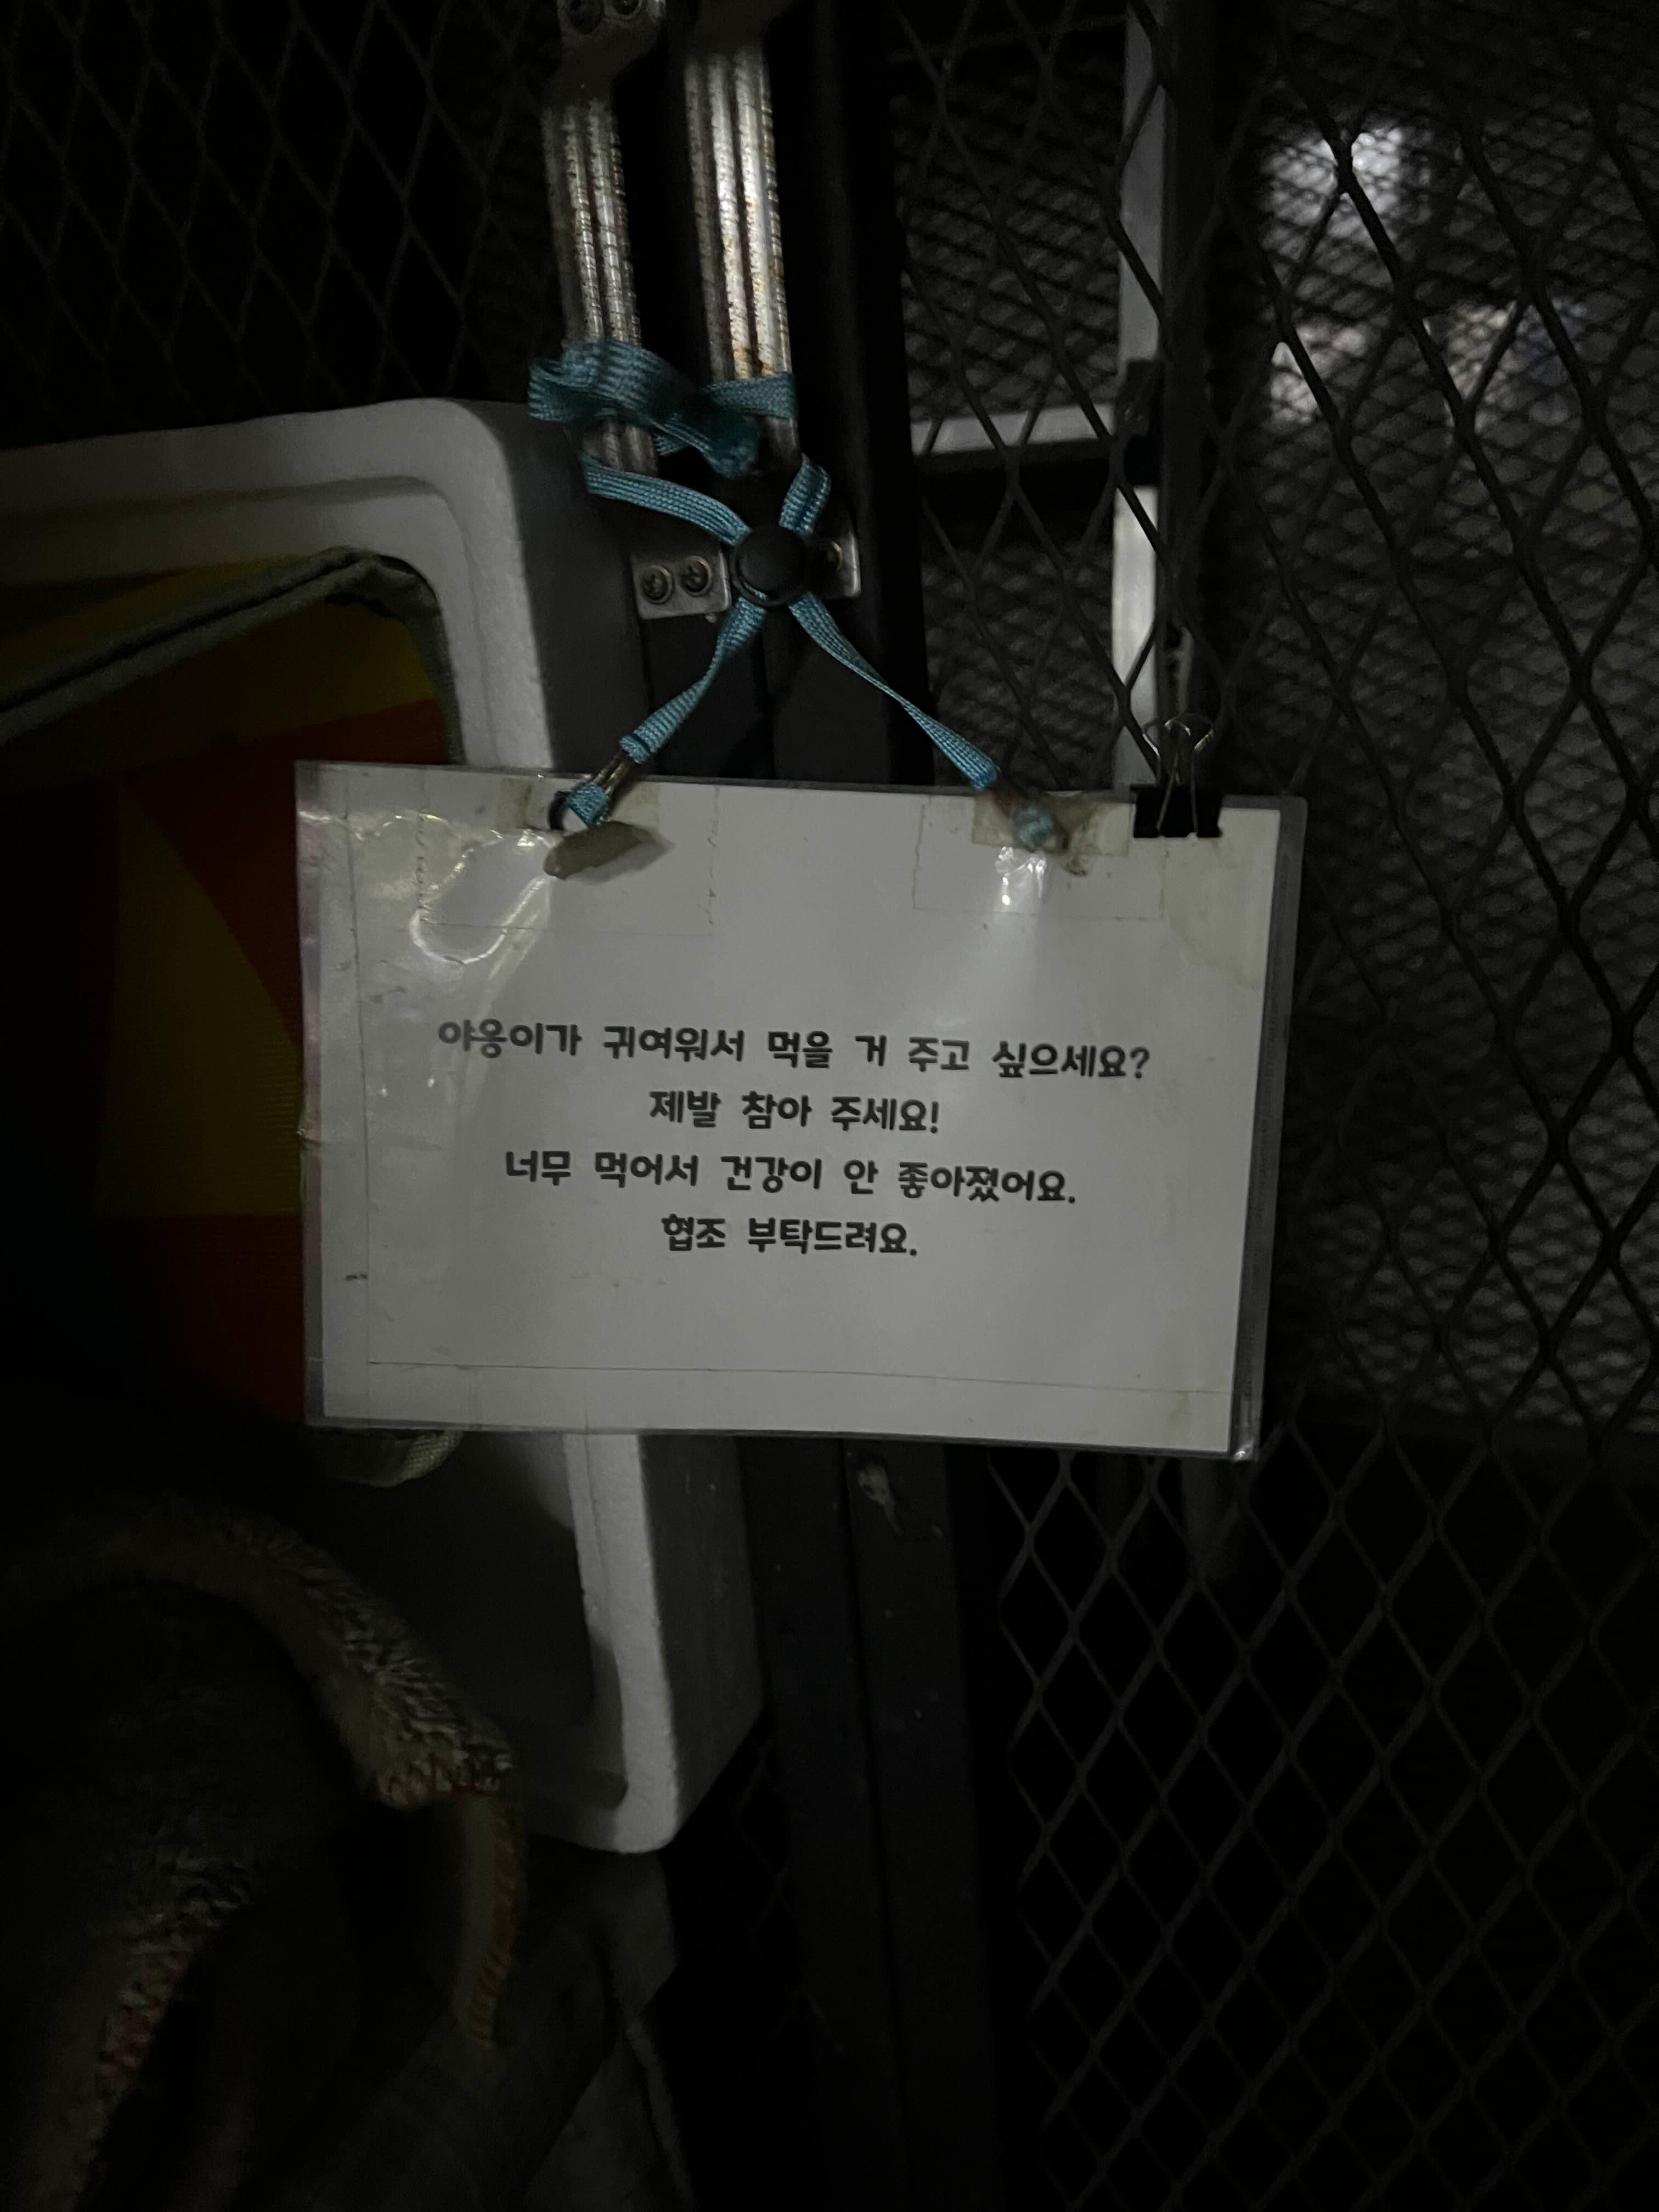 야옹이가 귀여워서 먹을 거 주고 싶으세요?
제발 참아 주세요!
너무 먹어서 건강이 안 좋아졌어요.
협조 부탁드려요.